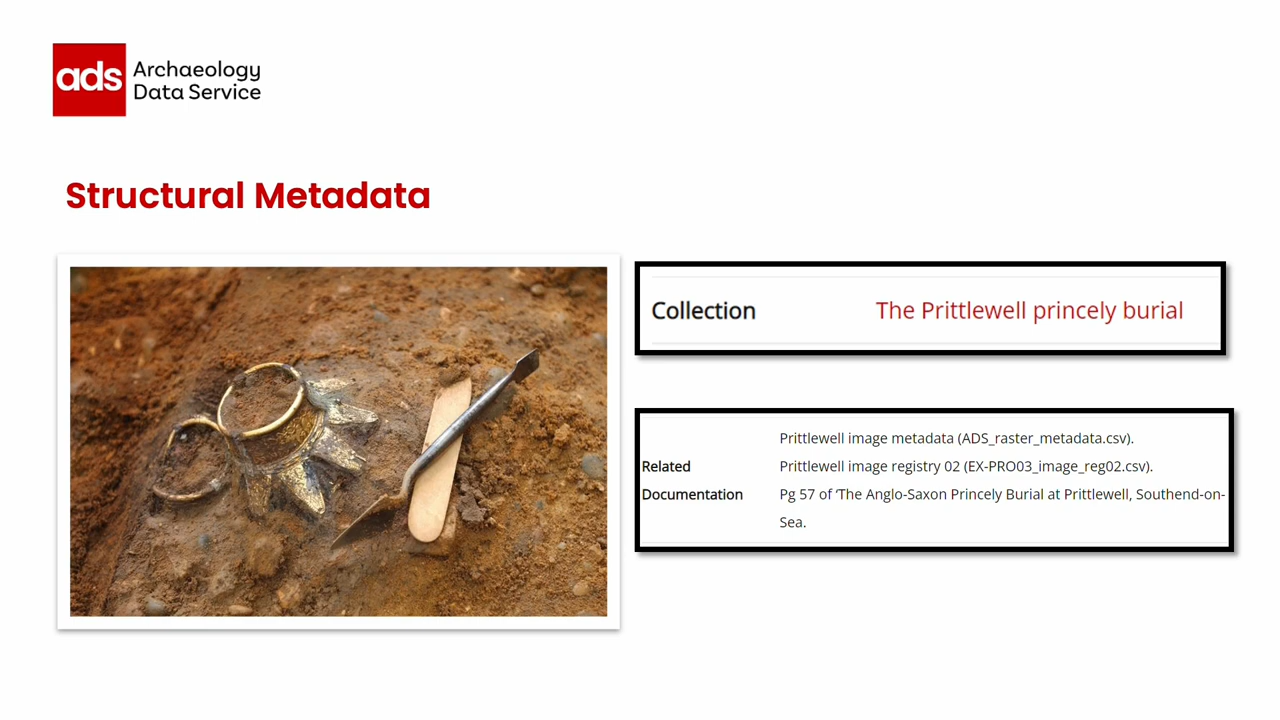 ads Archaeology
Data Service
Structural Metadata
Collection The Prittlewell princely burial
Prittlewell image metadata (ADS_raster_metadata.csv).
Related Prittlewell image registry 02 (EX-PRO03_image_reg02.csv).
Documentation Pg 57 of ‘The Anglo-Saxon Princely Burial at Prittlewell, Southend-on-
Sea.